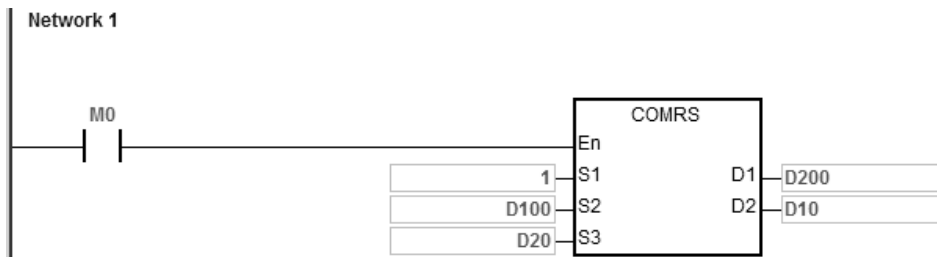 Network 1
M0
COMRS
En
1 S1 D1 D200
D100 S2 D2 D10
D20 S3